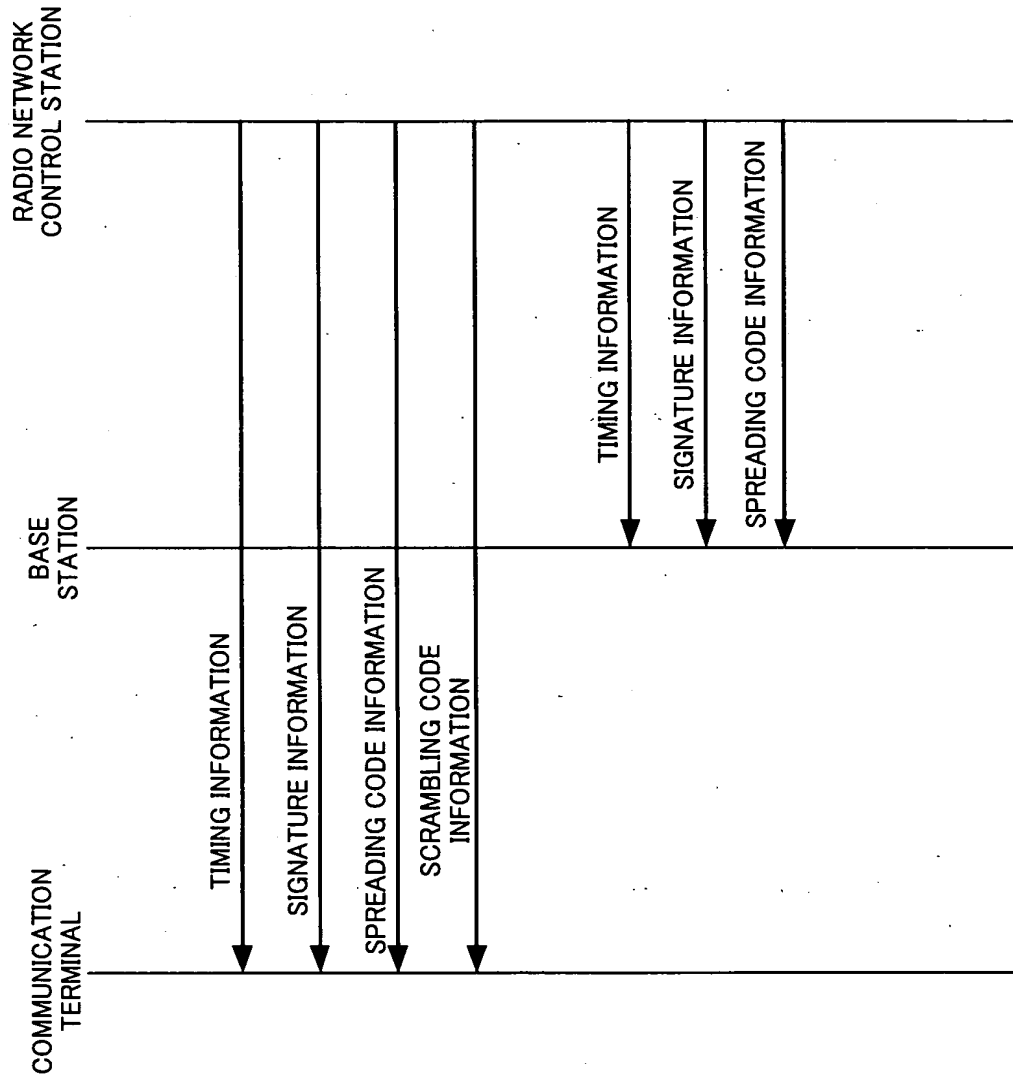 COMMUNICATION
TERMINAL
BASE
STATION
RADIO NETWORK
CONTROL STATION
TIMING INFORMATION
SIGNATURE INFORMATION
SPREADING CODE INFORMATION
SCRAMBLING CODE
INFORMATION
TIMING INFORMATION
SIGNATURE INFORMATION
SPREADING CODE INFORMATION